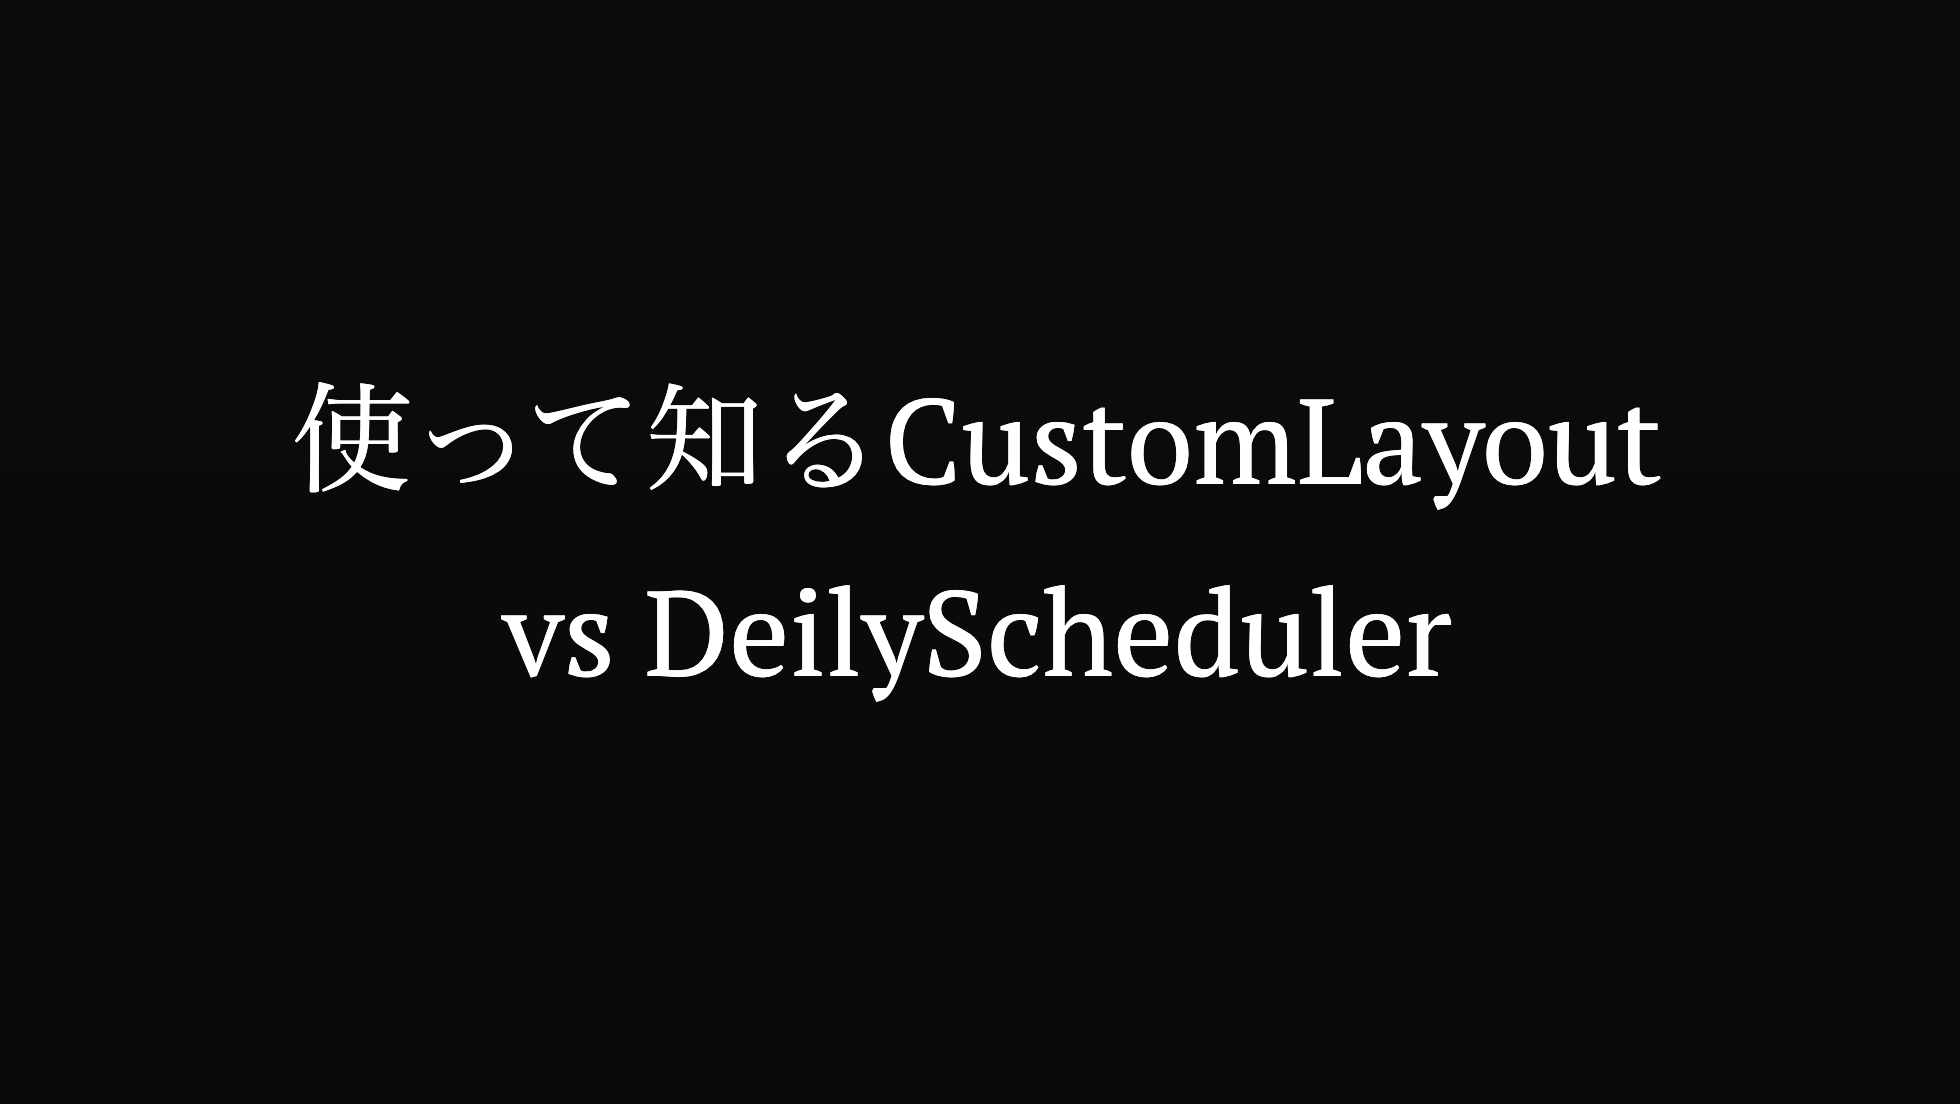 使って知るCustomLayout
vs DeilyScheduler